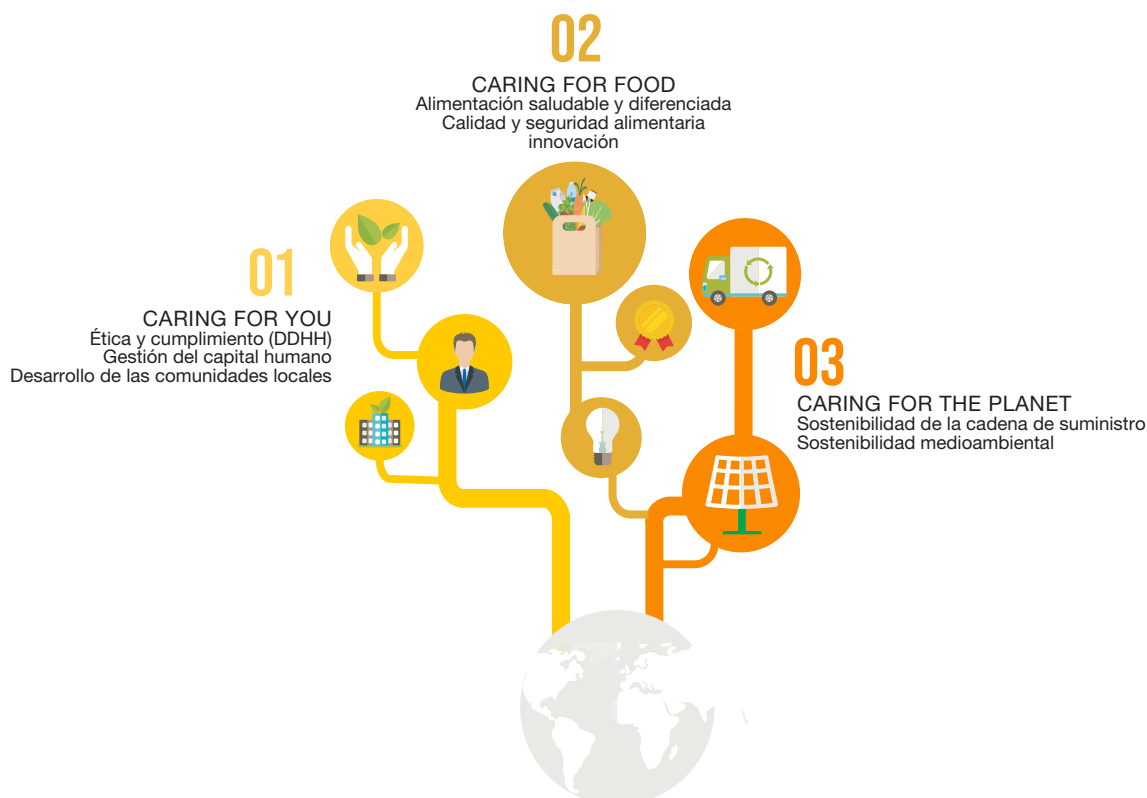 01
CARING FOR YOU
Ética y cumplimiento (DDHH)
Gestión del capital humano
Desarrollo de las comunidades locales
02
CARING FOR FOOD
Alimentación saludable y diferenciada
Calidad y seguridad alimentaria
innovación
03
CARING FOR THE PLANET
Sostenibilidad de la cadena de suministro
Sostenibilidad medioambiental